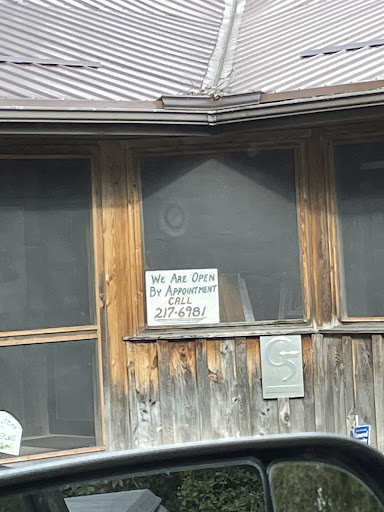 We Are Open
By Appointment
CALL
217-6981